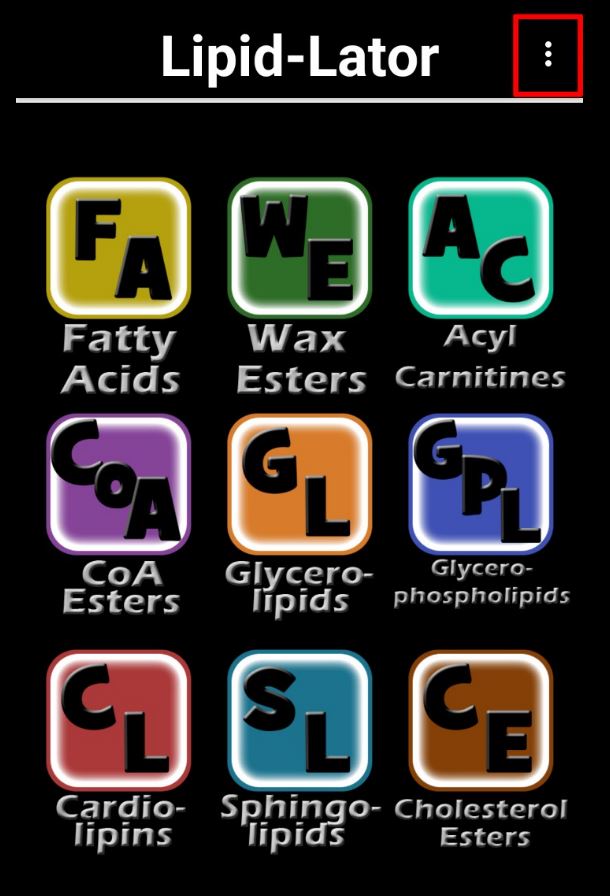 Lipid-Lator
FA
WE
AC
Fatty
Acids
Wax
Esters
Acyl
Carnitines
CoA
GL
GPL
CoA
Esters
Glycero-
lipids
Glycero-
phospholipids
CL
SL
CE
Cardio-
lipins
Sphingo-
lipids
Cholesterol
Esters